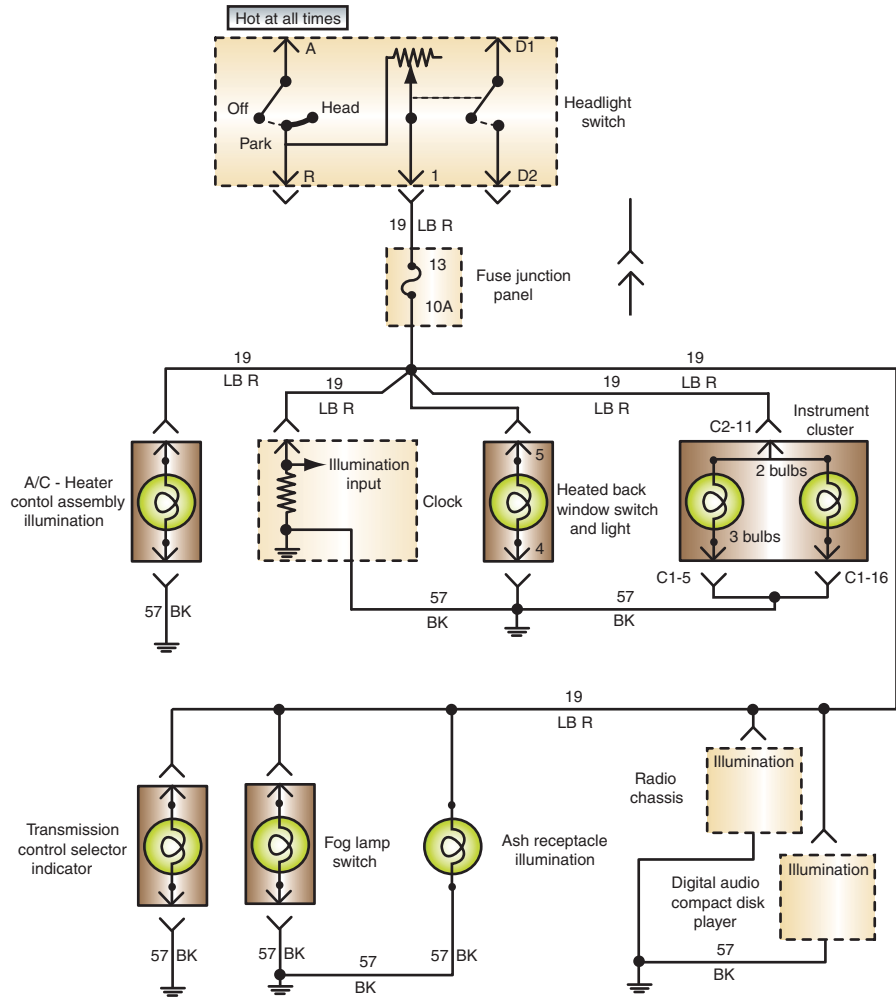 Hot at all times
A
D1
Off
Head
Park
Headlight
switch
R
1
D2
19 LB R
13
10A
Fuse junction
panel
19
LB R
19
LB R
19
LB R
19
C2-11
Instrument
cluster
A/C - Heater
contol assembly
illumination
Illumination
input
Clock
5
4
Heated back
window switch
and light
2 bulbs
3 bulbs
C1-5
C1-16
57 BK
57
BK
57
BK
19
LB R
Transmission
control selector
indicator
Fog lamp
switch
Ash receptacle
illumination
Radio
chassis
Illumination
Digital audio
compact disk
player
Illumination
57 BK
57 BK
57
BK
57 BK
57
BK